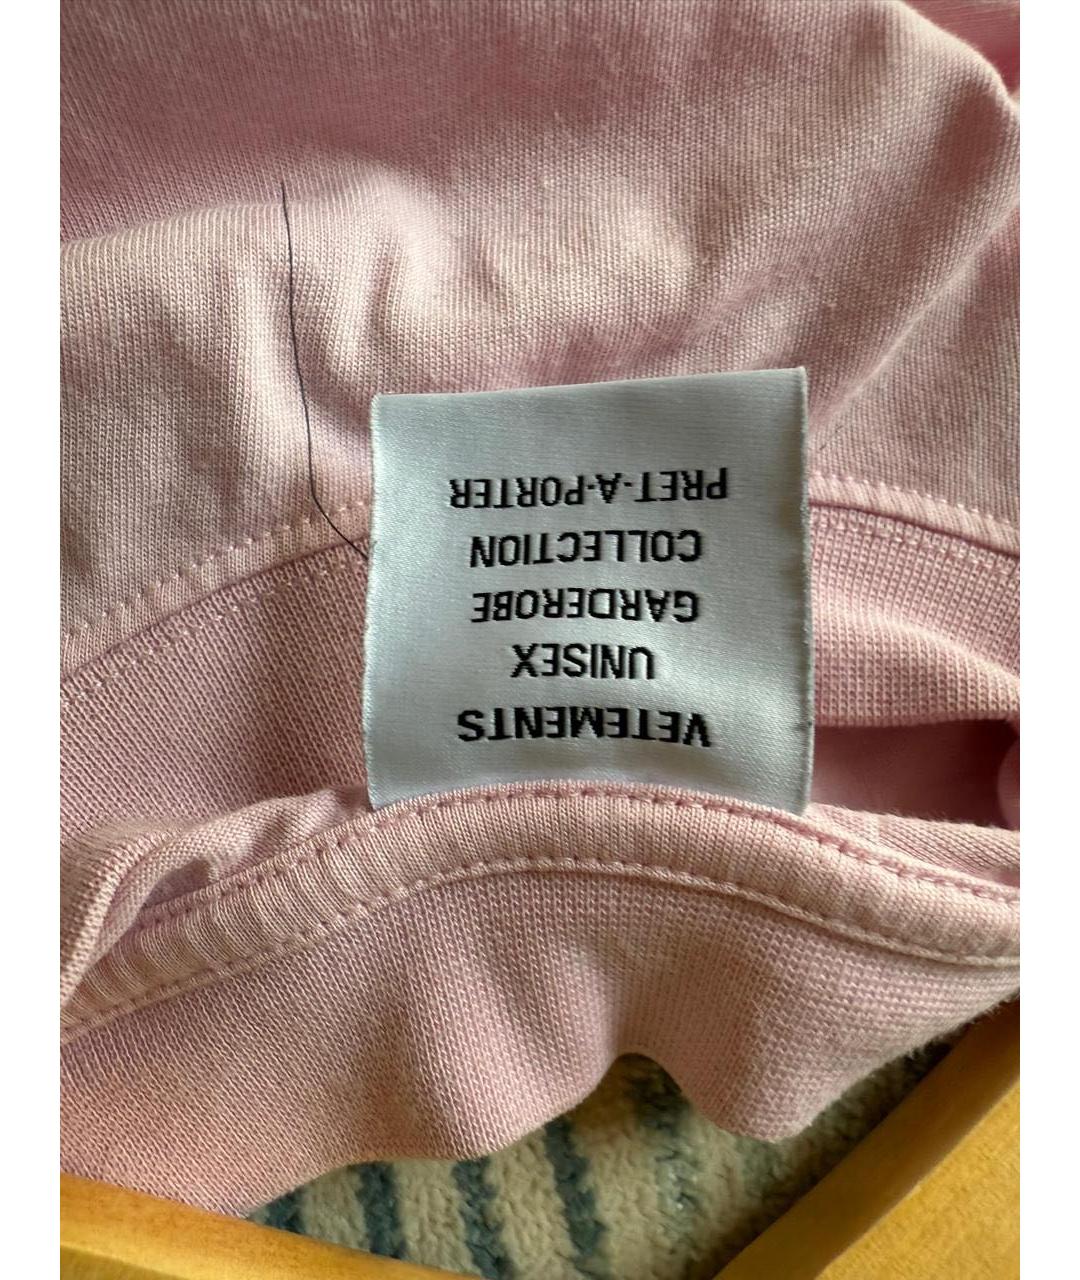 VETEMENTS
UNISEX
GARDEROBE
COLLECTION
PRET-A-PORTER